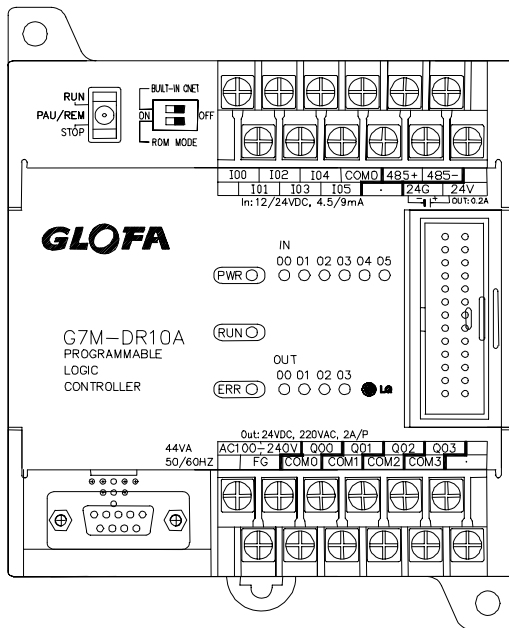 BUILT-IN CNET
RUN
PAU/REM
STOP
ON
OFF
ROM MODE
I00 I02 I04 COM0 485+ 485-
I01 I03 I05 · 24G 24V
In: 12/24VDC, 4.5/9mA
- + OUT: 0.2A
GLOFA
IN
00 01 02 03 04 05
PWR
G7M-DR10A
PROGRAMMABLE
LOGIC
CONTROLLER
RUN
OUT
00 01 02 03
ERR
LG
Out: 24VDC, 220VAC, 2A/P
44VA
50/60HZ
AC100-240V Q00 Q01 Q02 Q03
FG COM0 COM1 COM2 COM3 ·